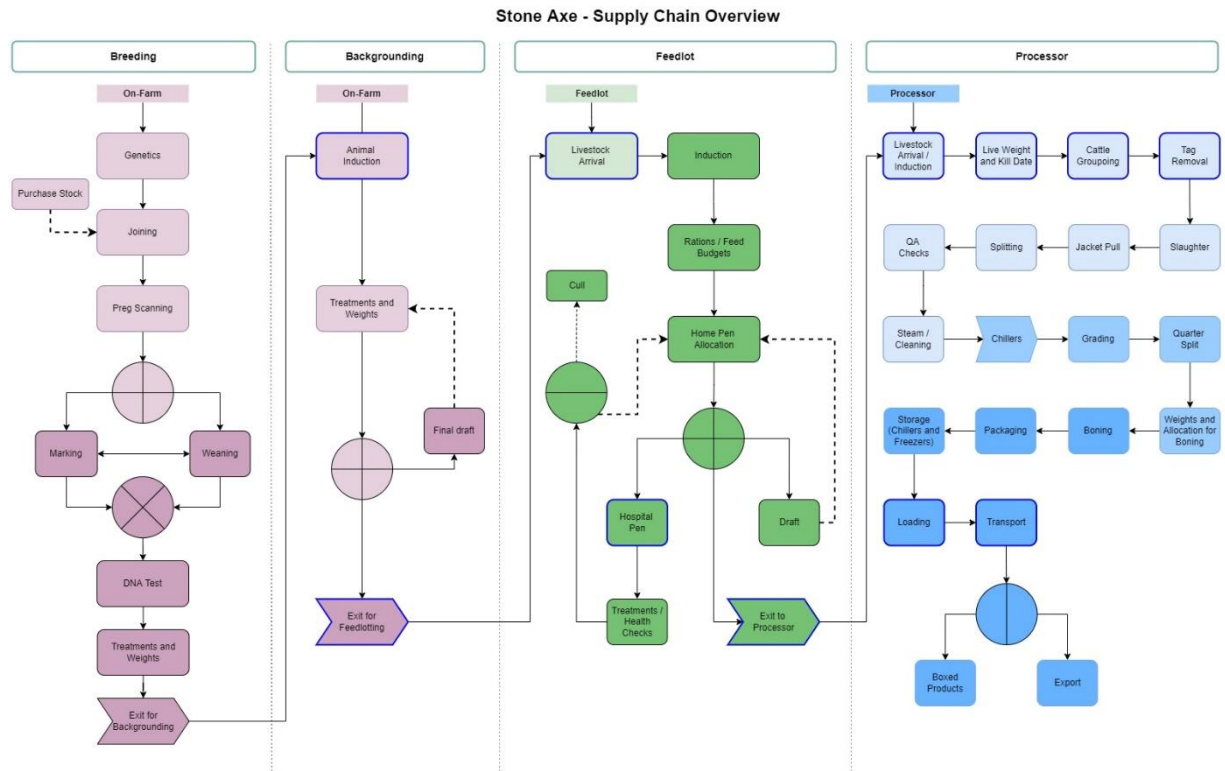 Stone Axe - Supply Chain Overview
Breeding
Backgrounding
Feedlot
Processor
On-Farm
Genetics
Purchase Stock
Joining
Preg Scanning
Marking
Weaning
DNA Test
Treatments and
Weights
Exit for
Backgrounding
On-Farm
Animal
Induction
Treatments and
Weights
Final draft
Exit for
Feedlotting
Feedlot
Livestock
Arrival
Induction
Rations / Feed
Budgets
Cull
Home Pen
Allocation
Hospital
Pen
Draft
Treatments /
Health
Checks
Exit to
Processor
Processor
Livestock
Arrival /
Induction
Live Weight
and Kill Date
Cattle
Groupping
Tag
Removal
QA
Checks
Splitting
Jacket Pull
Slaughter
Steam /
Cleaning
Chillers
Grading
Quarter
Split
Storage
(Chillers and
Freezers)
Packaging
Boning
Weights and
Allocation for
Boning
Loading
Transport
Boxed
Products
Export